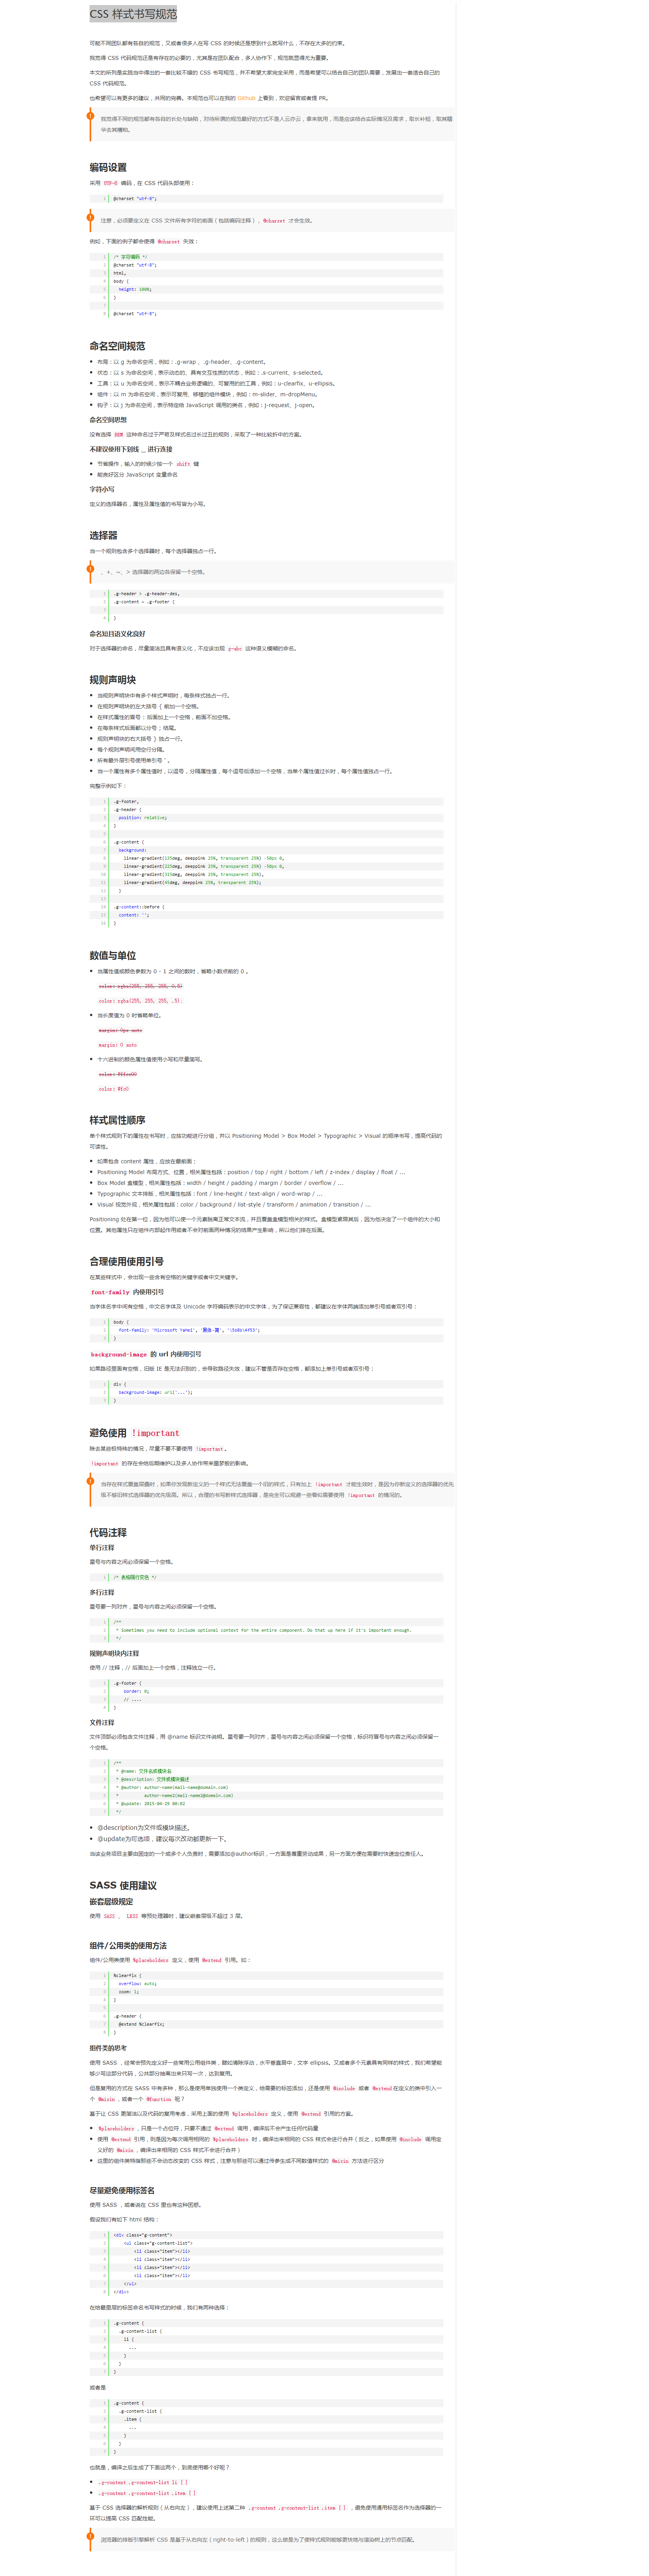 CSS 样式书写规范
可能不同团队都有各自的规范，又或者很多人在写 CSS 的时候还是想到什么就写什么，不存在太多的约束。
我觉得 CSS 代码规范还是有存在的必要的，尤其是在团队配合，多人协作下，规范就显得尤为重要。
本文的所列是实践当中得出的一套比较不错的 CSS 书写规范，并不希望大家完全采用，而是希望可以结合自己的团队需要，发展出一套适合自己的
CSS 代码规范。
也希望可以有更多的建议，共同的完善。本规范也可以在我的 Github 上看到，欢迎留言或者提 PR。
我觉得不同的规范都有各自的长处与缺陷，对待所谓的规范最好的方式不是人云亦云，拿来就用，而是应该结合实际情况及需求，取长补短，取其精
华去其糟粕。
编码设置
采用 UTF-8 编码，在 CSS 代码头部使用：
1 @charset "utf-8";
注意，必须要定义在 CSS 文件所有字符的前面（包括编码注释），@charset 才会生效。
例如，下面的例子都会使得 @charset 失效：
1 /* 字符编码 */
2 @charset "utf-8";
3 html,
4 body {
5 height: 100%;
6 }
7
8 @charset "utf-8";
命名空间规范
布局：以 g 为命名空间，例如：.g-wrap 、.g-header、.g-content。
状态：以 s 为命名空间，表示动态的、具有交互性质的状态，例如：.s-current、s-selected。
工具：以 u 为命名空间，表示不耦合业务逻辑的、可复用的的工具，例如：u-clearfix、u-ellipsis。
组件：以 m 为命名空间，表示可复用、移植的组件模块，例如：m-slider、m-dropMenu。
钩子：以 j 为命名空间，表示特定给 JavaScript 调用的类名，例如：j-request、j-open。
命名空间思想
没有选择 BEM 这种命名过于严苛及样式名过长过丑的规则，采取了一种比较折中的方案。
不建议使用下划线 _ 进行连接
节省操作，输入的时候少按一个 shift 键
能良好区分 JavaScript 变量命名
字符小写
定义的选择器名，属性及属性值的书写皆为小写。
选择器
当一个规则包含多个选择器时，每个选择器独占一行。
、+、~、> 选择器的两边各保留一个空格。
1 .g-header > .g-header-des,
2 .g-content ~ .g-footer {
3
4 }
命名短且语义化良好
对于选择器的命名，尽量简洁且具有语义化，不应该出现 g-abc 这种语义模糊的命名。
规则声明块
当规则声明块中有多个样式声明时，每条样式独占一行。
在规则声明块的左大括号 { 前加一个空格。
在样式属性的冒号 : 后面加上一个空格，前面不加空格。
在每条样式后面都以分号 ; 结尾。
规则声明块的右大括号 } 独占一行。
每个规则声明间用空行分隔。
所有最外层引号使用单引号 ' 。
当一个属性有多个属性值时，以逗号 , 分隔属性值，每个逗号后添加一个空格，当单个属性值过长时，每个属性值独占一行。
完整示例如下：
1 .g-footer,
2 .g-header {
3 position: relative;
4 }
5
6 .g-content {
7 background:
8 linear-gradient(135deg, deeppink 25%, transparent 25%) -50px 0,
9 linear-gradient(225deg, deeppink 25%, transparent 25%) -50px 0,
10 linear-gradient(315deg, deeppink 25%, transparent 25%),
11 linear-gradient(45deg, deeppink 25%, transparent 25%);
12 }
13
14 .g-content::before {
15 content: '';
16 }
数值与单位
当属性值或颜色参数为 0 - 1 之间的数时，省略小数点前的 0 。
color: rgba(255, 255, 255, 0.5)
color: rgba(255, 255, 255, .5);
当长度值为 0 时省略单位。
margin: 0px auto
margin: 0 auto
十六进制的颜色属性值使用小写和尽量简写。
color: #ffcc00
color: #fc0
样式属性顺序
单个样式规则下的属性在书写时，应按功能进行分组，并以 Positioning Model > Box Model > Typographic > Visual 的顺序书写，提高代码的
可读性。
如果包含 content 属性，应放在最前面；
Positioning Model 布局方式、位置，相关属性包括：position / top / right / bottom / left / z-index / display / float / ...
Box Model 盒模型，相关属性包括：width / height / padding / margin / border / overflow / ...
Typographic 文本排版，相关属性包括：font / line-height / text-align / word-wrap / ...
Visual 视觉外观，相关属性包括：color / background / list-style / transform / animation / transition / ...
Positioning 处在第一位，因为他可以使一个元素脱离正常文本流，并且覆盖盒模型相关的样式。盒模型紧跟其后，因为他决定了一个组件的大小和
位置。其他属性只在组件内部起作用或者不会对前面两种情况的结果产生影响，所以他们排在后面。
合理使用使用引号
在某些样式中，会出现一些含有空格的关键字或者中文关键字。
font-family 内使用引号
当字体名字中间有空格，中文名字体及 Unicode 字符编码表示的中文字体，为了保证兼容性，都建议在字体两端添加单引号或者双引号：
1 body {
2 font-family: 'Microsoft YaHei', '黑体-简', '\5b8b\4f53';
3 }
background-image 的 url 内使用引号
如果路径里面有空格，旧版 IE 是无法识别的，会导致路径失效，建议不管是否存在空格，都添加上单引号或者双引号：
1 div {
2 background-image: url('...');
3 }
避免使用 !important
除去某些极特殊的情况，尽量不要不要使用 !important 。
!important 的存在会给后期维护以及多人协作带来噩梦般的影响。
当存在样式覆盖层叠时，如果你发现新定义的一个样式无法覆盖一个旧的样式，只有加上 !important 才能生效时，是因为你新定义的选择器的优先
级不够旧样式选择器的优先级高。所以，合理的书写新样式选择器，是完全可以规避一些看似需要使用 !important 的情况的。
代码注释
单行注释
星号与内容之间必须保留一个空格。
1 /* 表格隔行变色 */
多行注释
星号要一列对齐，星号与内容之间必须保留一个空格。
1 /**
2 * Sometimes you need to include optional context for the entire component. Do that up here if it's important enough.
3 */
规则声明块内注释
使用 // 注释，// 后面加上一个空格，注释独立一行。
1 .g-footer {
2 border: 0;
3 // ....
4 }
文件注释
文件顶部必须包含文件注释，用 @name 标识文件说明。星号要一列对齐，星号与内容之间必须保留一个空格，标识符冒号与内容之间必须保留一
个空格。
1 /**
2 * @name: 文件名或模块名
3 * @description: 文件或模块描述
4 * @author: author-name(mail-name@domain.com)
5 * author-name2(mail-name2@domain.com)
6 * @update: 2015-04-29 00:02
7 */
@description为文件或模块描述。
@update为可选项，建议每次改动都更新一下。
当该业务项目主要由固定的一个或多个人负责时，需要添加@author标识，一方面是尊重劳动成果，另一方面方便在需要时快速定位责任人。
SASS 使用建议
嵌套层级规定
使用 SASS 、 LESS 等预处理器时，建议嵌套层级不超过 3 层。
组件/公用类的使用方法
组件/公用类使用 %placeholders 定义，使用 @extend 引用。如：
1 %clearfix {
2 overflow: auto;
3 zoom: 1;
4 }
5
6 .g-header {
7 @extend %clearfix;
8 }
组件类的思考
使用 SASS ，经常会预先定义好一些常用公用组件类，譬如清除浮动，水平垂直居中，文字 ellipsis。又或者多个元素具有同样的样式，我们希望能
够少写这部分代码，公共部分抽离出来只写一次，达到复用。
但是复用的方式在 SASS 中有多种，那么是使用单独使用一个类定义，给需要的标签添加，还是使用 @include 或者 @extend在定义的类中引入一
个 @mixin ，或者一个 @function 呢？
基于让 CSS 更简洁以及代码的复用考虑，采用上面的使用 %placeholders 定义，使用 @extend 引用的方案。
%placeholders ，只是一个占位符，只要不通过 @extend 调用，编译后不会产生任何代码量
使用 @extend 引用，则是因为每次调用相同的 %placeholders 时，编译出来相同的 CSS 样式会进行合并（反之，如果使用 @include 调用定
义好的 @mixin ，编译出来相同的 CSS 样式不会进行合并）
这里的组件类特指那些不会动态改变的 CSS 样式，注意与那些可以通过传参生成不同数值样式的 @mixin 方法进行区分
尽量避免使用标签名
使用 SASS ，或者说在 CSS 里也有这种困惑。
假设我们有如下 html 结构：
1 <div class="g-content">
2 <ul class="g-content-list">
3 <li class="item"></li>
4 <li class="item"></li>
5 <li class="item"></li>
6 <li class="item"></li>
7 </ul>
8 </div>
在给最里层的标签命名书写样式的时候，我们有两种选择：
1 .g-content {
2 .g-content-list {
3 li {
4 ...
5 }
6 }
7 }
或者是
1 .g-content {
2 .g-content-list {
3 .item {
4 ...
5 }
6 }
7 }
也就是，编译之后生成了下面这两个，到底使用哪个好呢？
.g-content .g-content-list li { }
.g-content .g-content-list .item { }
基于 CSS 选择器的解析规则（从右向左），建议使用上述第二种 .g-content .g-content-list .item { } ，避免使用通用标签名作为选择器的一
环可以提高 CSS 匹配性能。
浏览器的排版引擎解析 CSS 是基于从右向左（right-to-left）的规则，这么做是为了使样式规则能够更快地与渲染树上的节点匹配。